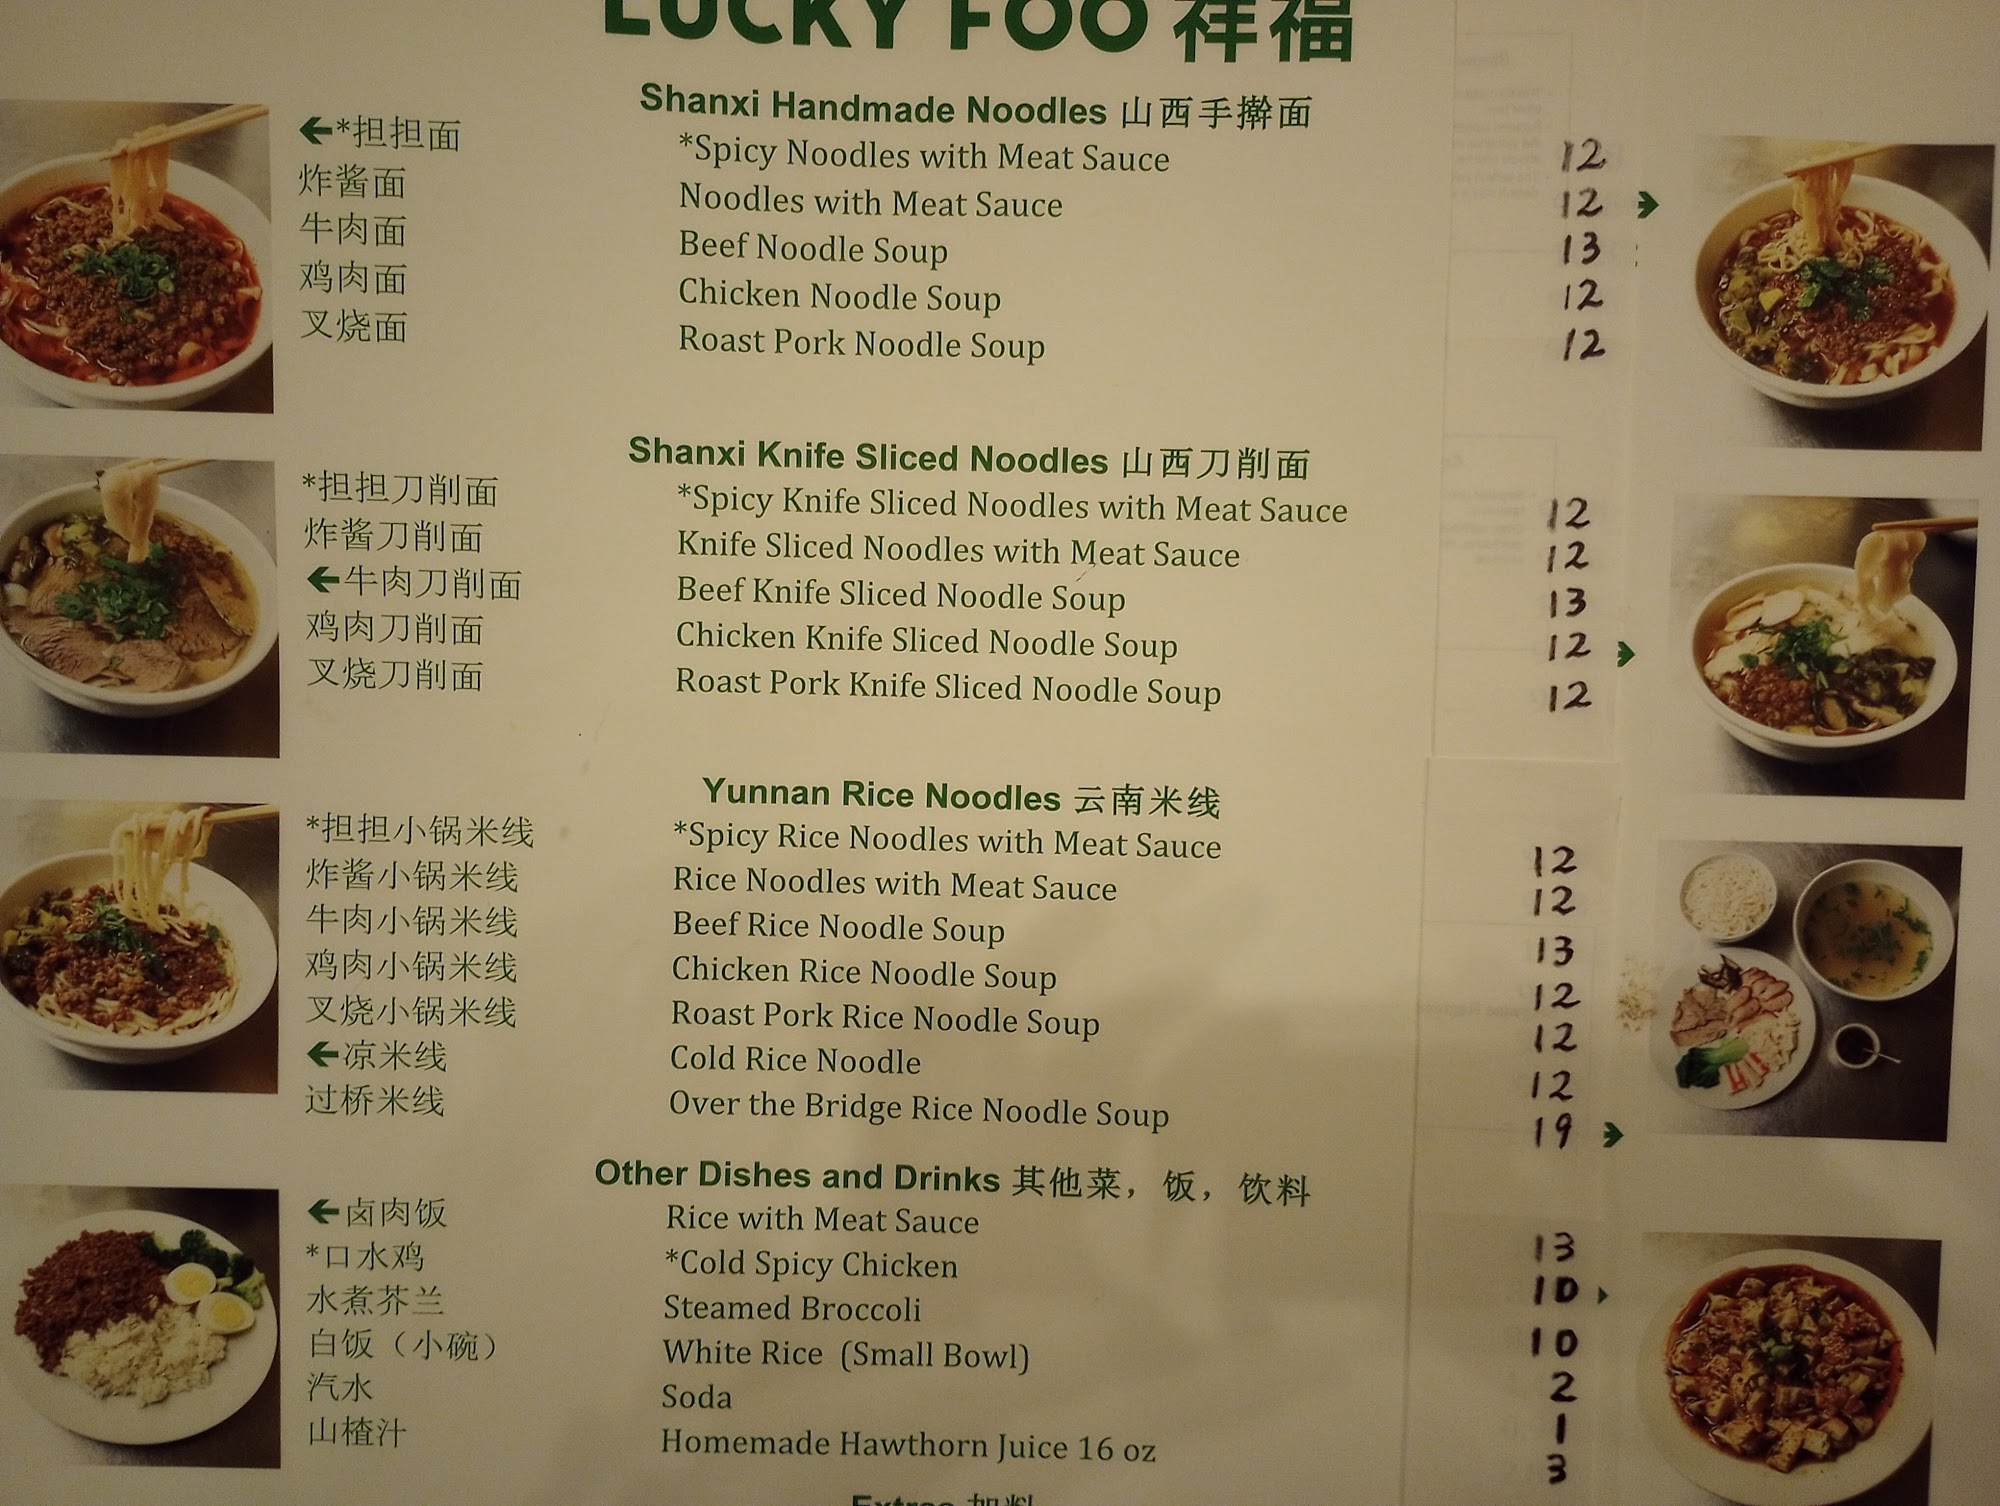 LUCKY FOO 祥福
Shanxi Handmade Noodles 山西手擀面
←*担担面 *Spicy Noodles with Meat Sauce 12
炸酱面 Noodles with Meat Sauce 12 →
牛肉面 Beef Noodle Soup 13
鸡肉面 Chicken Noodle Soup 12
叉烧面 Roast Pork Noodle Soup 12
Shanxi Knife Sliced Noodles 山西刀削面
*担担刀削面 *Spicy Knife Sliced Noodles with Meat Sauce 12
炸酱刀削面 Knife Sliced Noodles with Meat Sauce 12
←牛肉刀削面 Beef Knife Sliced Noodle Soup 13
鸡肉刀削面 Chicken Knife Sliced Noodle Soup 12 →
叉烧刀削面 Roast Pork Knife Sliced Noodle Soup 12
Yunnan Rice Noodles 云南米线
*担担小锅米线 *Spicy Rice Noodles with Meat Sauce 12
炸酱小锅米线 Rice Noodles with Meat Sauce 12
牛肉小锅米线 Beef Rice Noodle Soup 13
鸡肉小锅米线 Chicken Rice Noodle Soup 12
叉烧小锅米线 Roast Pork Rice Noodle Soup 12
←凉米线 Cold Rice Noodle 12
过桥米线 Over the Bridge Rice Noodle Soup 19 →
Other Dishes and Drinks 其他菜，饭，饮料
←卤肉饭 Rice with Meat Sauce 13
*口水鸡 *Cold Spicy Chicken 10
水煮芥兰 Steamed Broccoli 10
白饭（小碗） White Rice (Small Bowl) 2
汽水 Soda 1
山楂汁 Homemade Hawthorn Juice 16 oz 3
Extras 加料